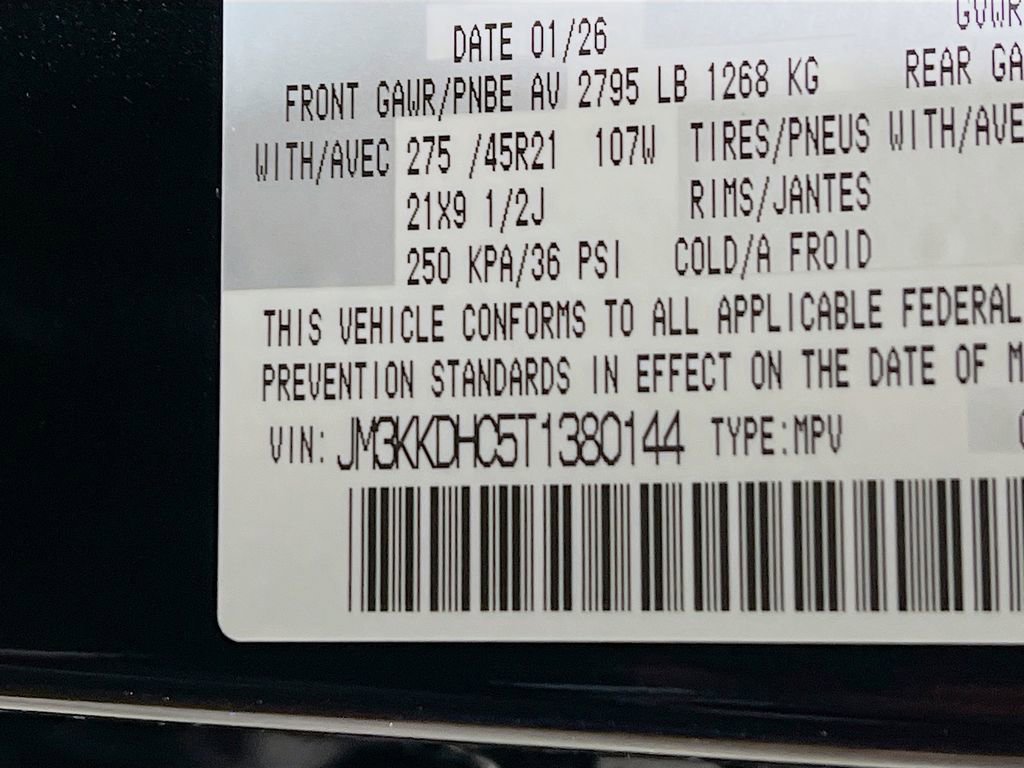 GVWR
DATE 01/26
FRONT GAWR/PNBE AV 2795 LB 1268 KG REAR GA
WITH/AVEC 275 /45R21 107W TIRES/PNEUS WITH/AVE
21X9 1/2J RIMS/JANTES
250 KPA/36 PSI COLD/A FROID
THIS VEHICLE CONFORMS TO ALL APPLICABLE FEDERAL
PREVENTION STANDARDS IN EFFECT ON THE DATE OF M
VIN: JM3KKDHC5T1380144 TYPE:MPV